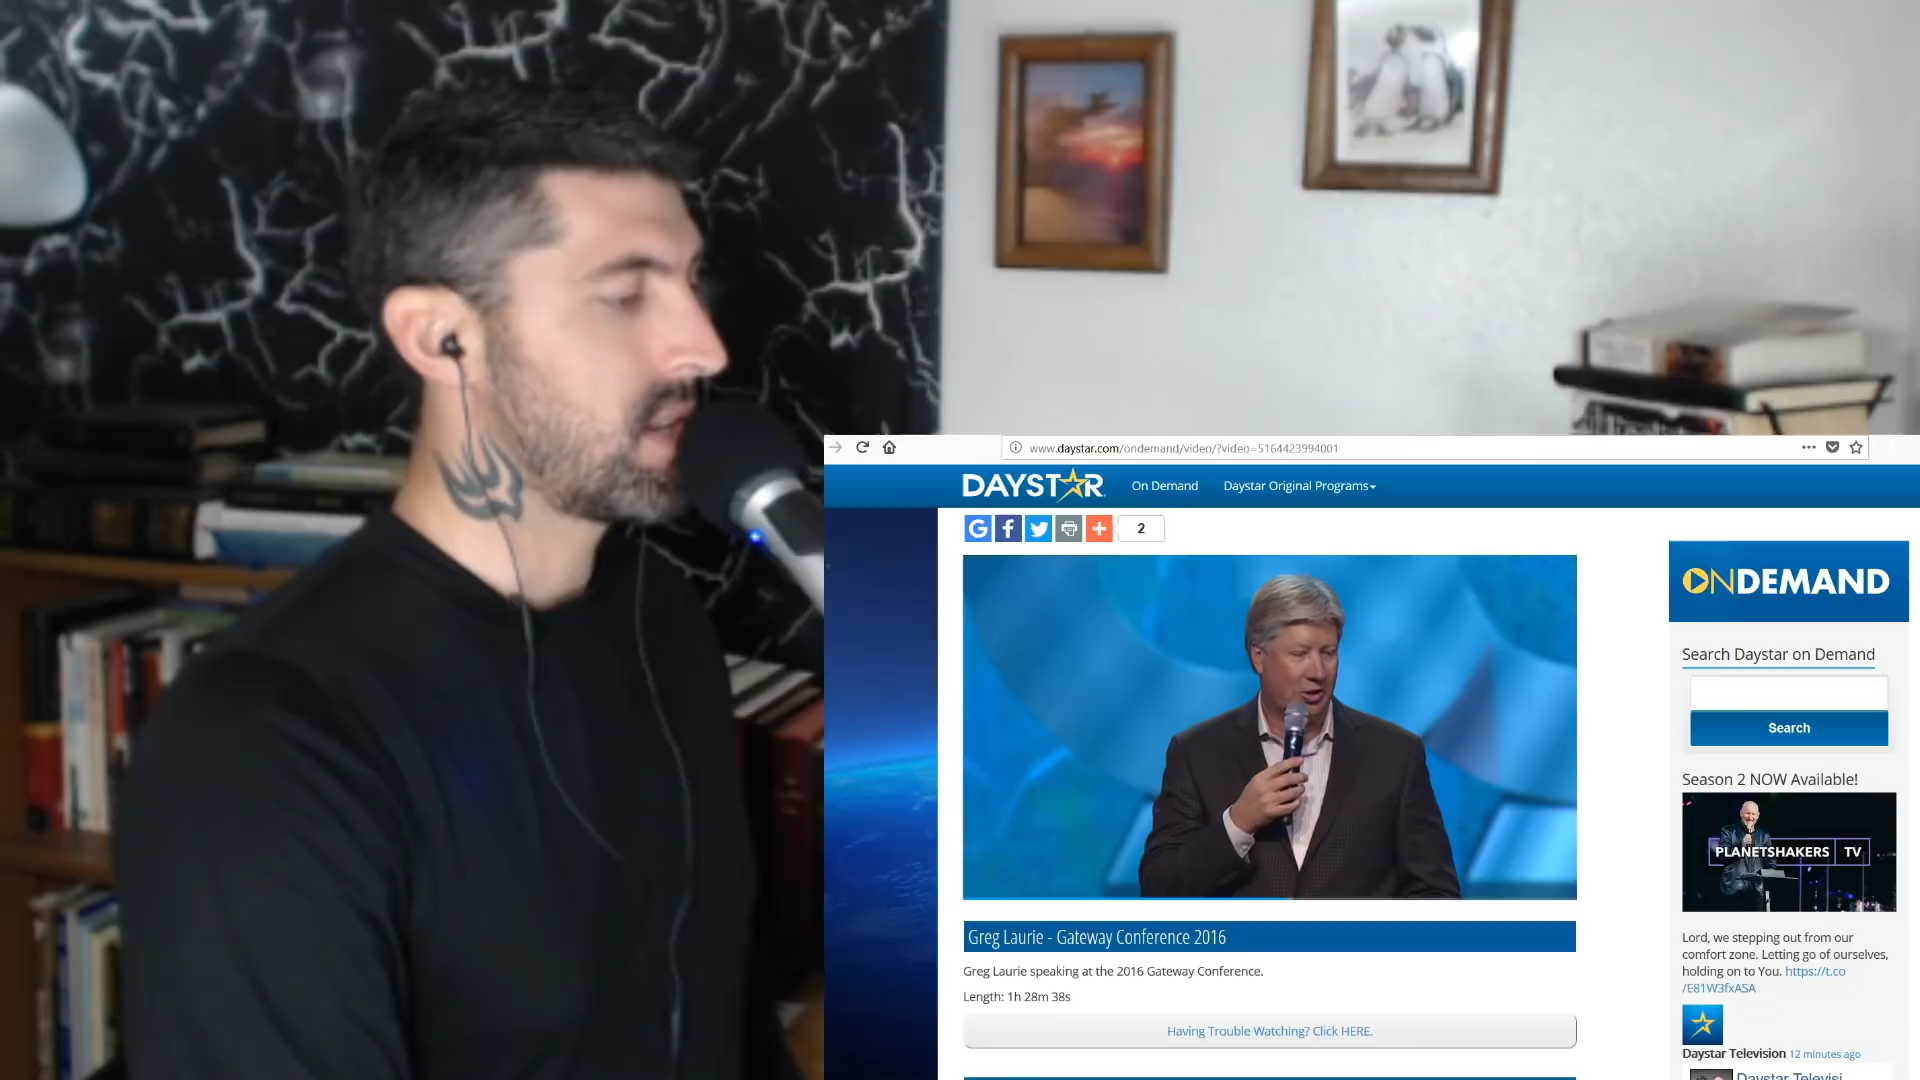 www.daystar.com/ondemand/video/?video=5164423994001
DAYSTAR
On Demand
Daystar Original Programs
2
ONDEMAND
Search Daystar on Demand
Search
Season 2 NOW Available!
PLANETSHAKERS TV
Greg Laurie - Gateway Conference 2016
Greg Laurie speaking at the 2016 Gateway Conference.
Length: 1h 28m 38s
Having Trouble Watching? Click HERE.
Lord, we stepping out from our
comfort zone. Letting go of ourselves,
holding on to You. https://t.co
/E81W3fxASA
Daystar Television 12 minutes ago
Daystar Televisi